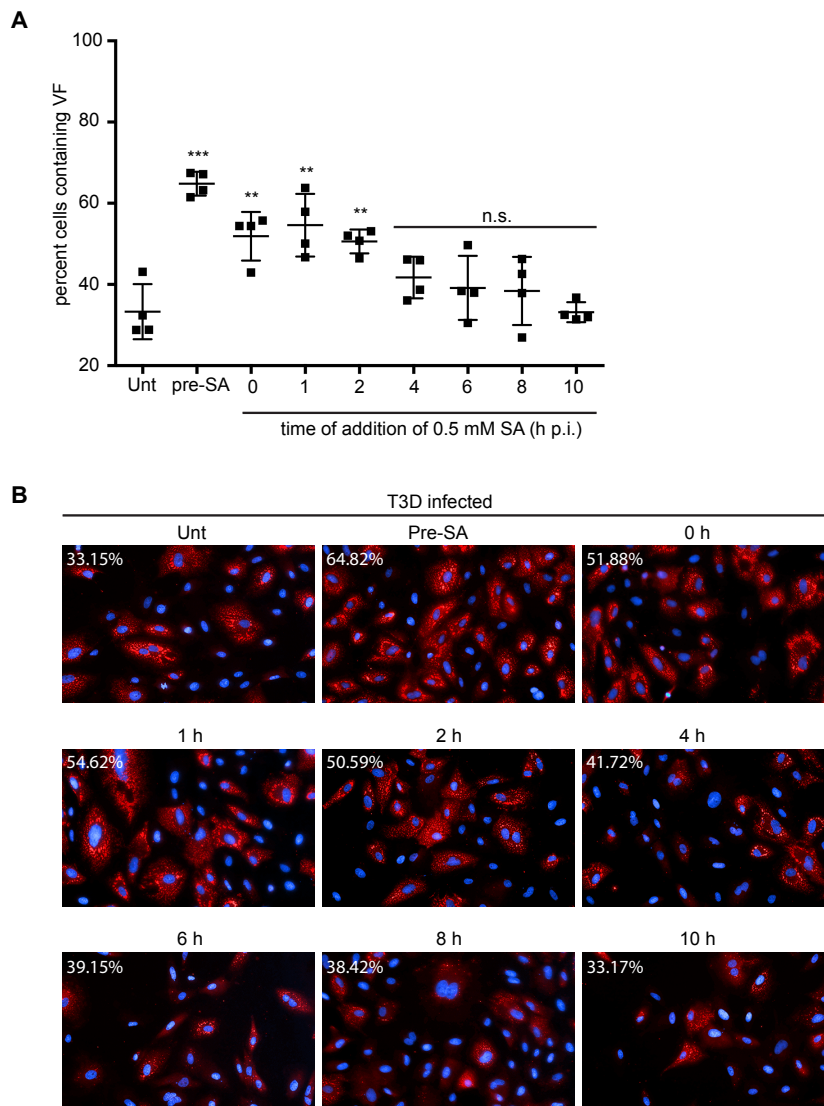 A
100
80
60
40
20
percent cells containing VF
***
**
**
**
n.s.
Unt pre-SA 0 1 2 4 6 8 10
time of addition of 0.5 mM SA (h p.i.)
B
T3D infected
Unt Pre-SA 0 h
33.15% 64.82% 51.88%
1 h 2 h 4 h
54.62% 50.59% 41.72%
6 h 8 h 10 h
39.15% 38.42% 33.17%